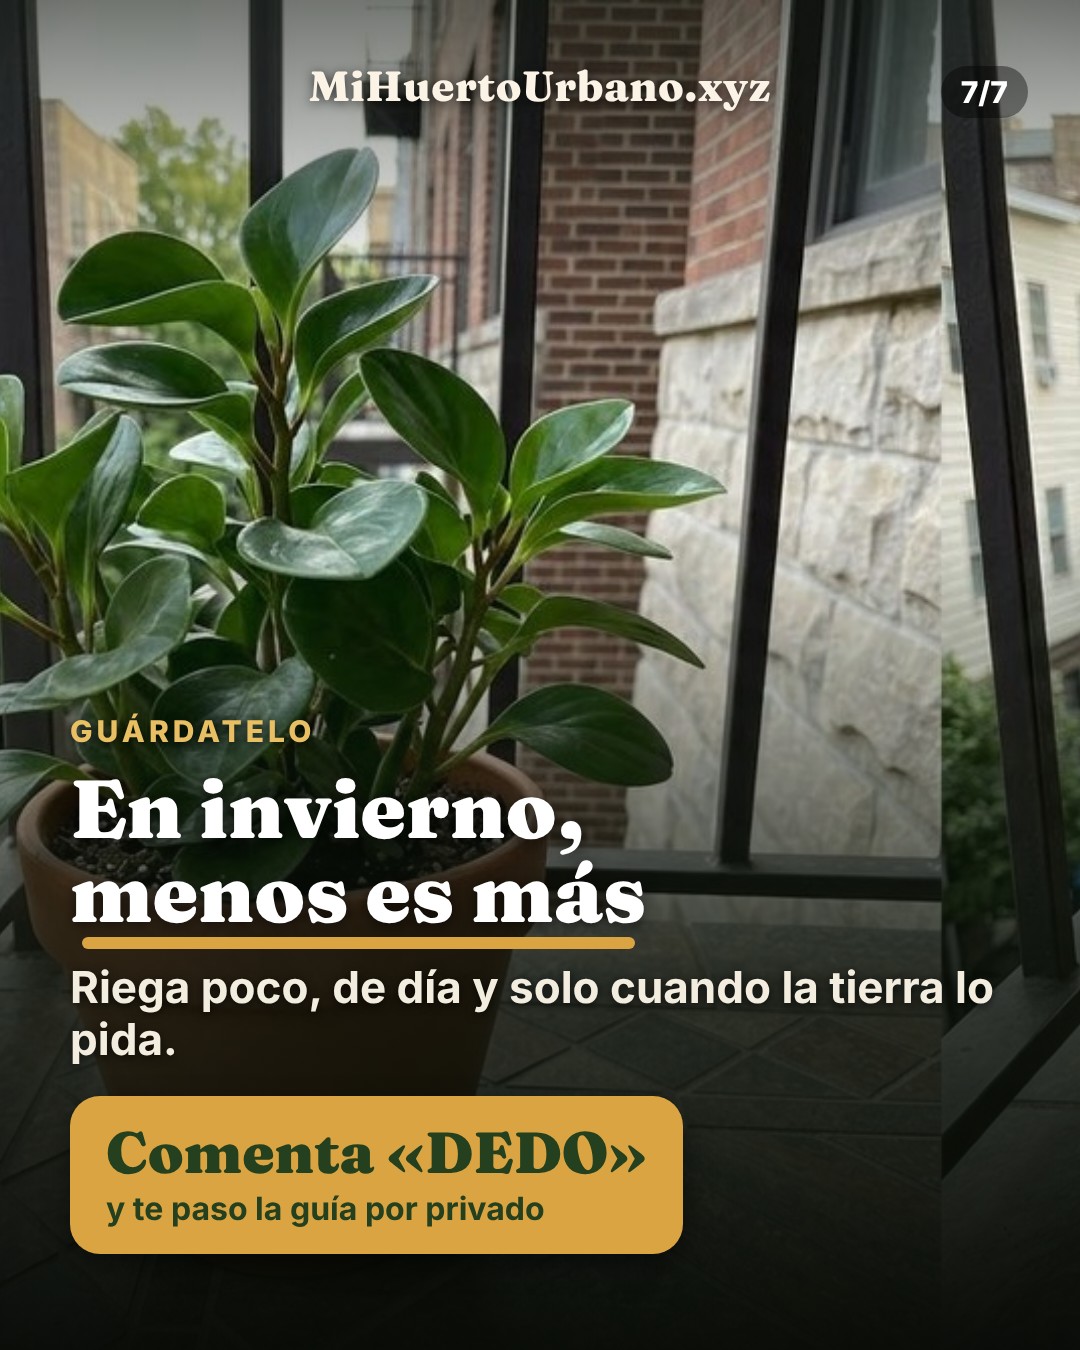 MiHuertoUrbano.xyz
7/7
GUÁRDATELO
En invierno,
menos es más
Riega poco, de día y solo cuando la tierra lo
pida.
Comenta «DEDO»
y te paso la guía por privado